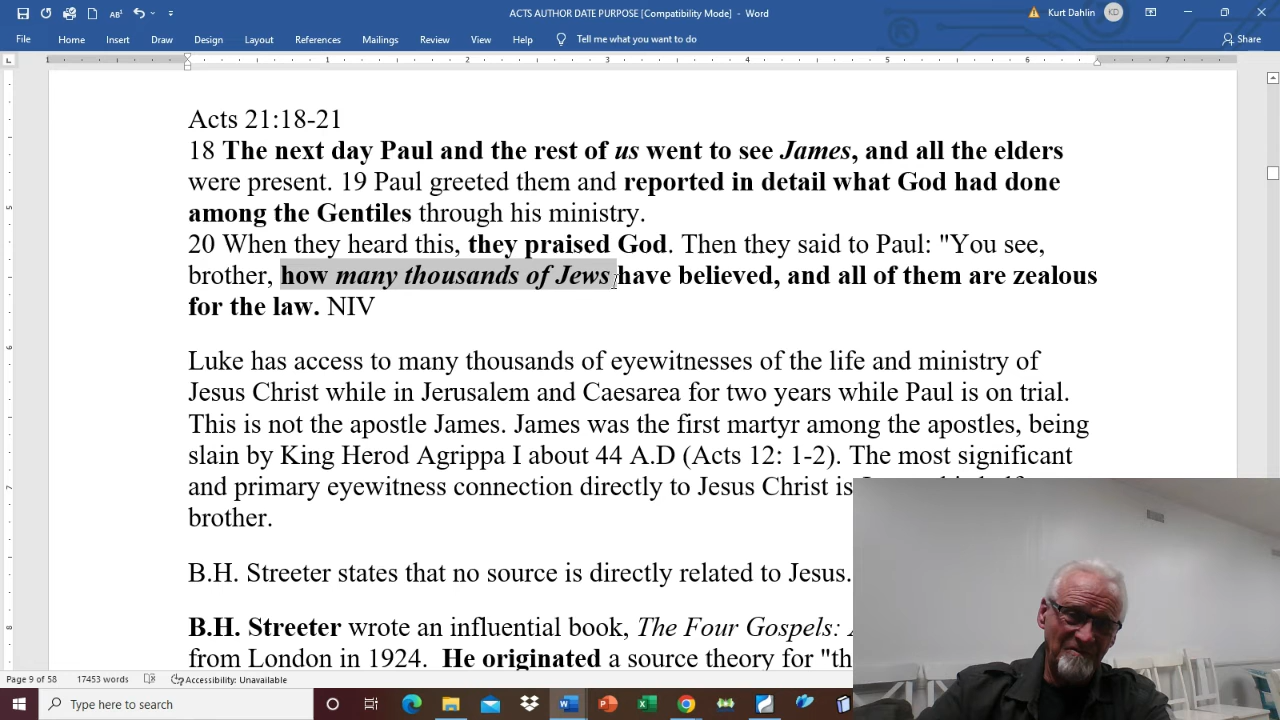 ACTS AUTHOR DATE PURPOSE [Compatibility Mode] - Word
Kurt Dahlin
KD
File Home Insert Draw Design Layout References Mailings Review View Help Tell me what you want to do
Share
1 1 2 3 4 5 6 7
Acts 21:18-21
18 The next day Paul and the rest of us went to see James, and all the elders
were present. 19 Paul greeted them and reported in detail what God had done
among the Gentiles through his ministry.
20 When they heard this, they praised God. Then they said to Paul: "You see,
brother, how many thousands of Jews have believed, and all of them are zealous
for the law. NIV
Luke has access to many thousands of eyewitnesses of the life and ministry of
Jesus Christ while in Jerusalem and Caesarea for two years while Paul is on trial.
This is not the apostle James. James was the first martyr among the apostles, being
slain by King Herod Agrippa I about 44 A.D (Acts 12: 1-2). The most significant
and primary eyewitness connection directly to Jesus Christ is
brother.
B.H. Streeter states that no source is directly related to Jesus.
B.H. Streeter wrote an influential book, The Four Gospels:
from London in 1924. He originated a source theory for "th
Page 9 of 58 17453 words Accessibility: Unavailable
Type here to search